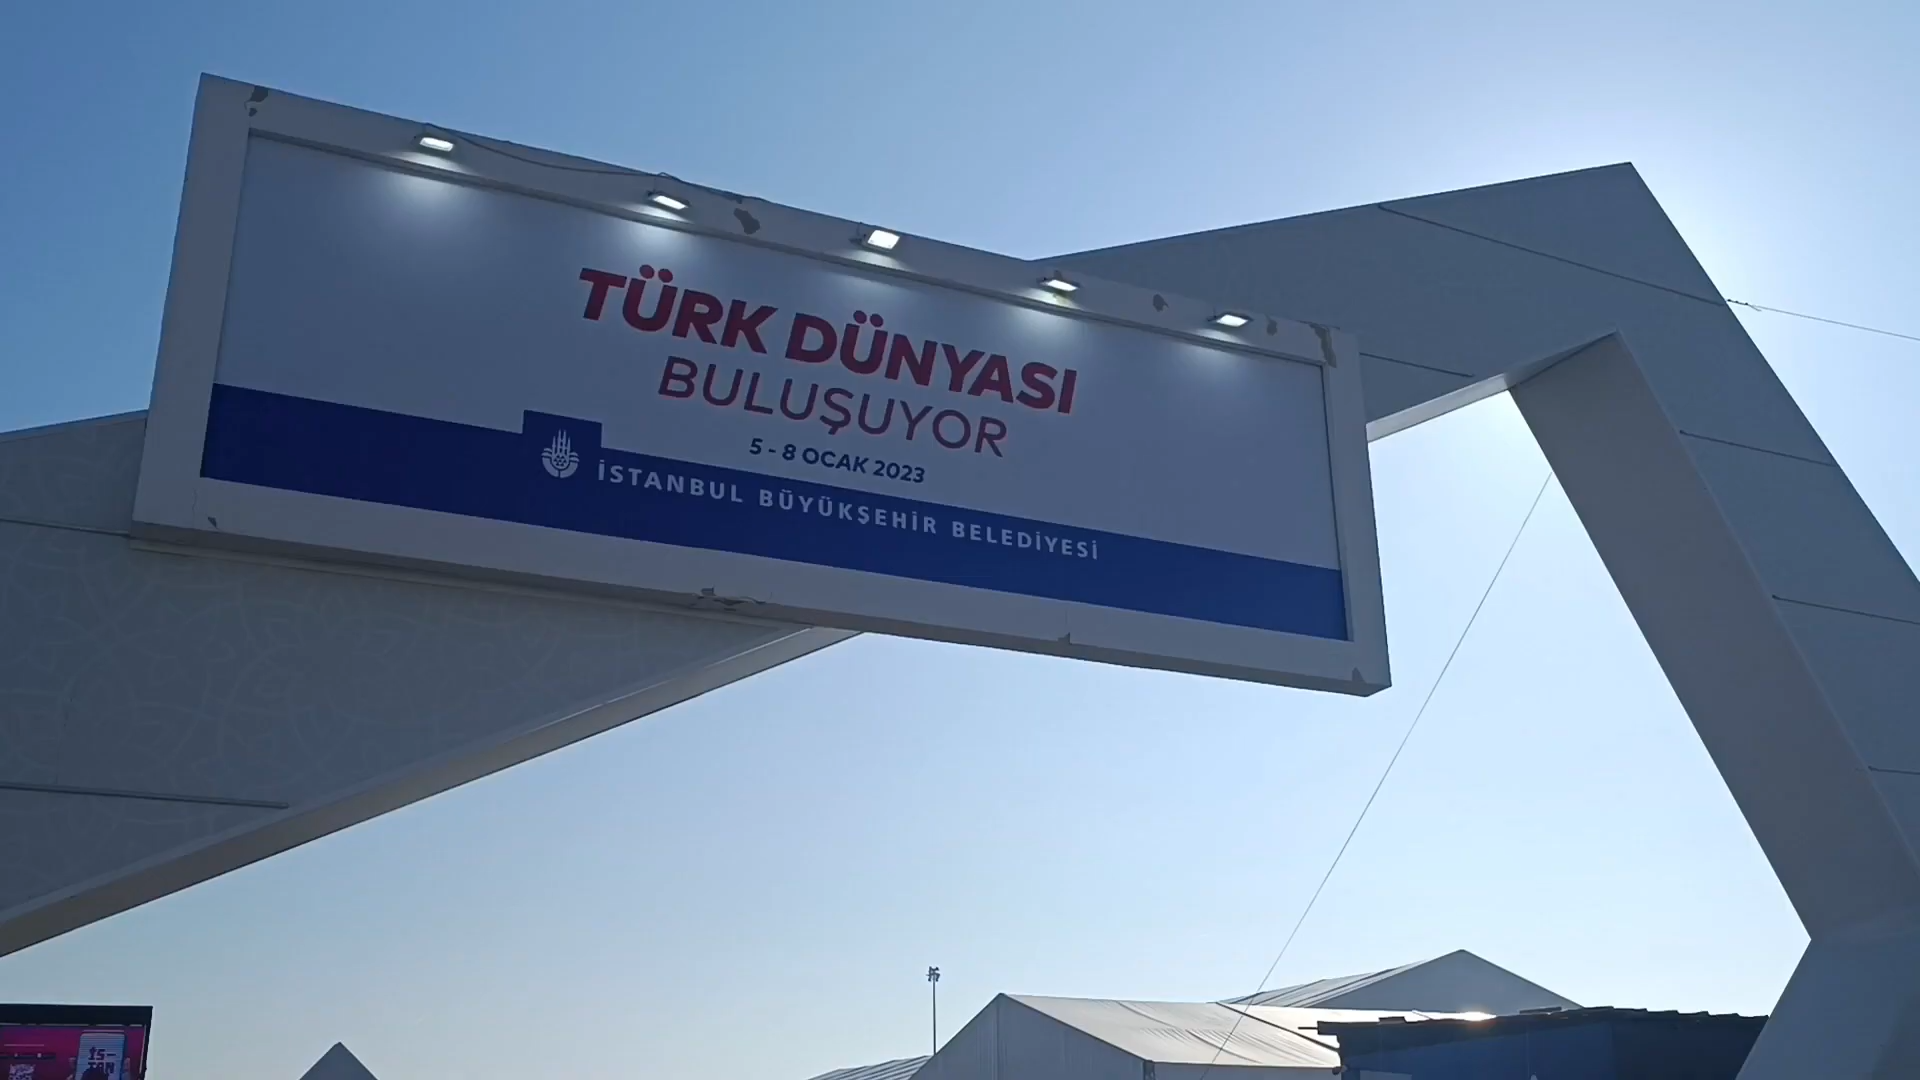 TÜRK DÜNYASI
BULUŞUYOR
5 - 8 OCAK 2023
İSTANBUL BÜYÜKŞEHİR BELEDİYESİ